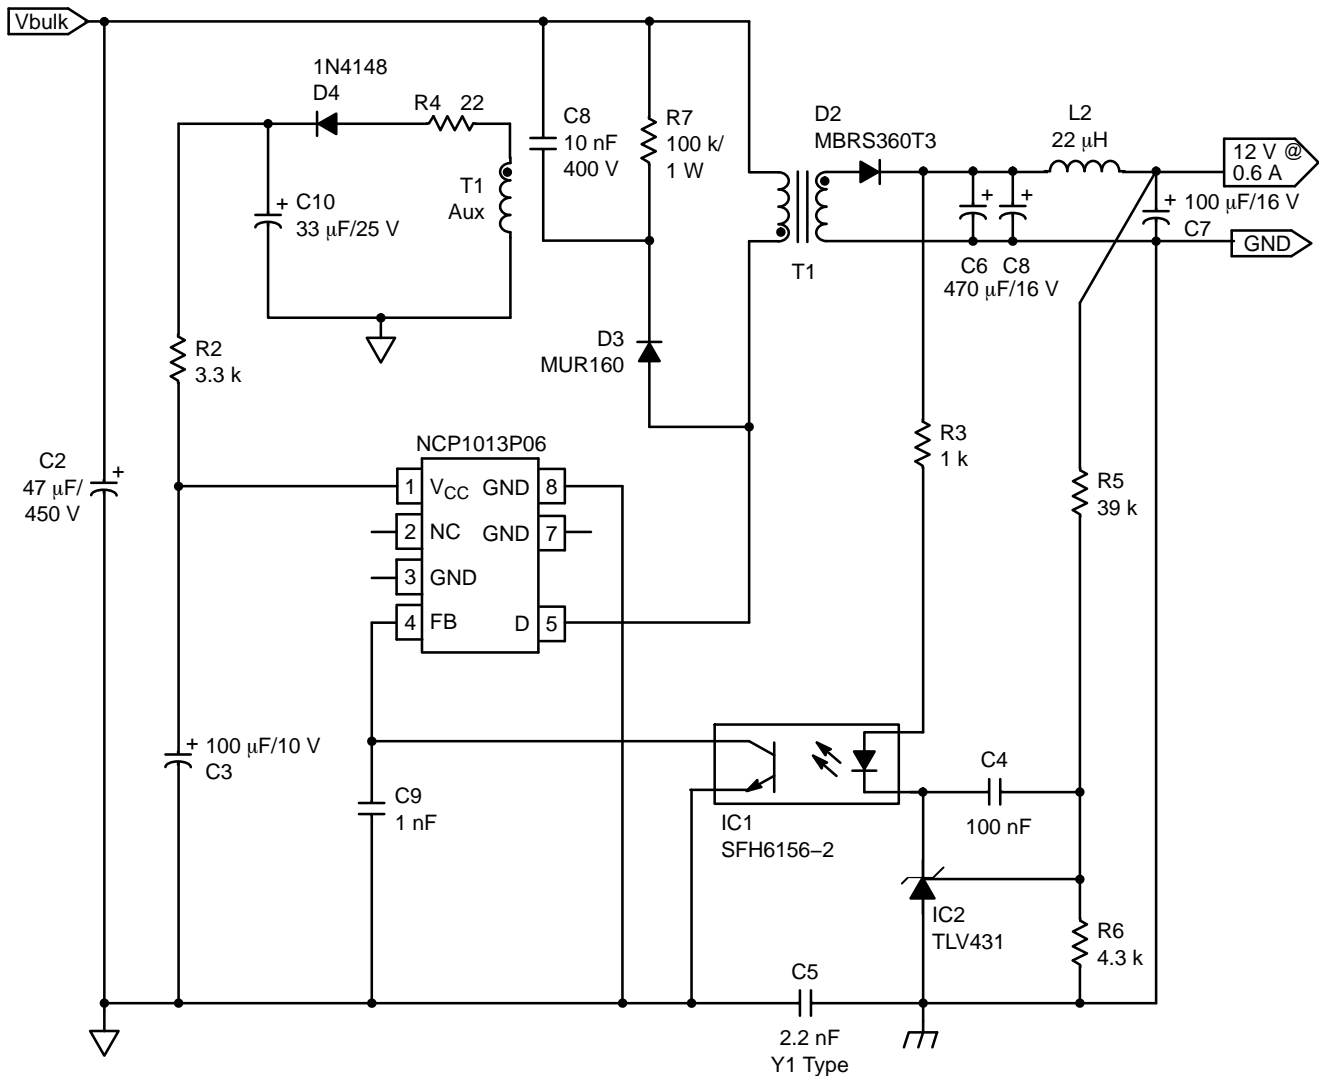 Vbulk
1N4148
D4
R4 22
C8
10 nF
400 V
R7
100 k/
1 W
D2
MBRS360T3
L2
22 μH
12 V @
0.6 A
T1
Aux
C10
33 μF/25 V
100 μF/16 V
C7
GND
T1
C6 C8
470 μF/16 V
R2
3.3 k
D3
MUR160
R3
1 k
NCP1013P06
C2
47 μF/
450 V
1 VCC GND 8
2 NC GND 7
3 GND
4 FB D 5
R5
39 k
100 μF/10 V
C3
C9
1 nF
IC1
SFH6156–2
C4
100 nF
IC2
TLV431
R6
4.3 k
C5
2.2 nF
Y1 Type